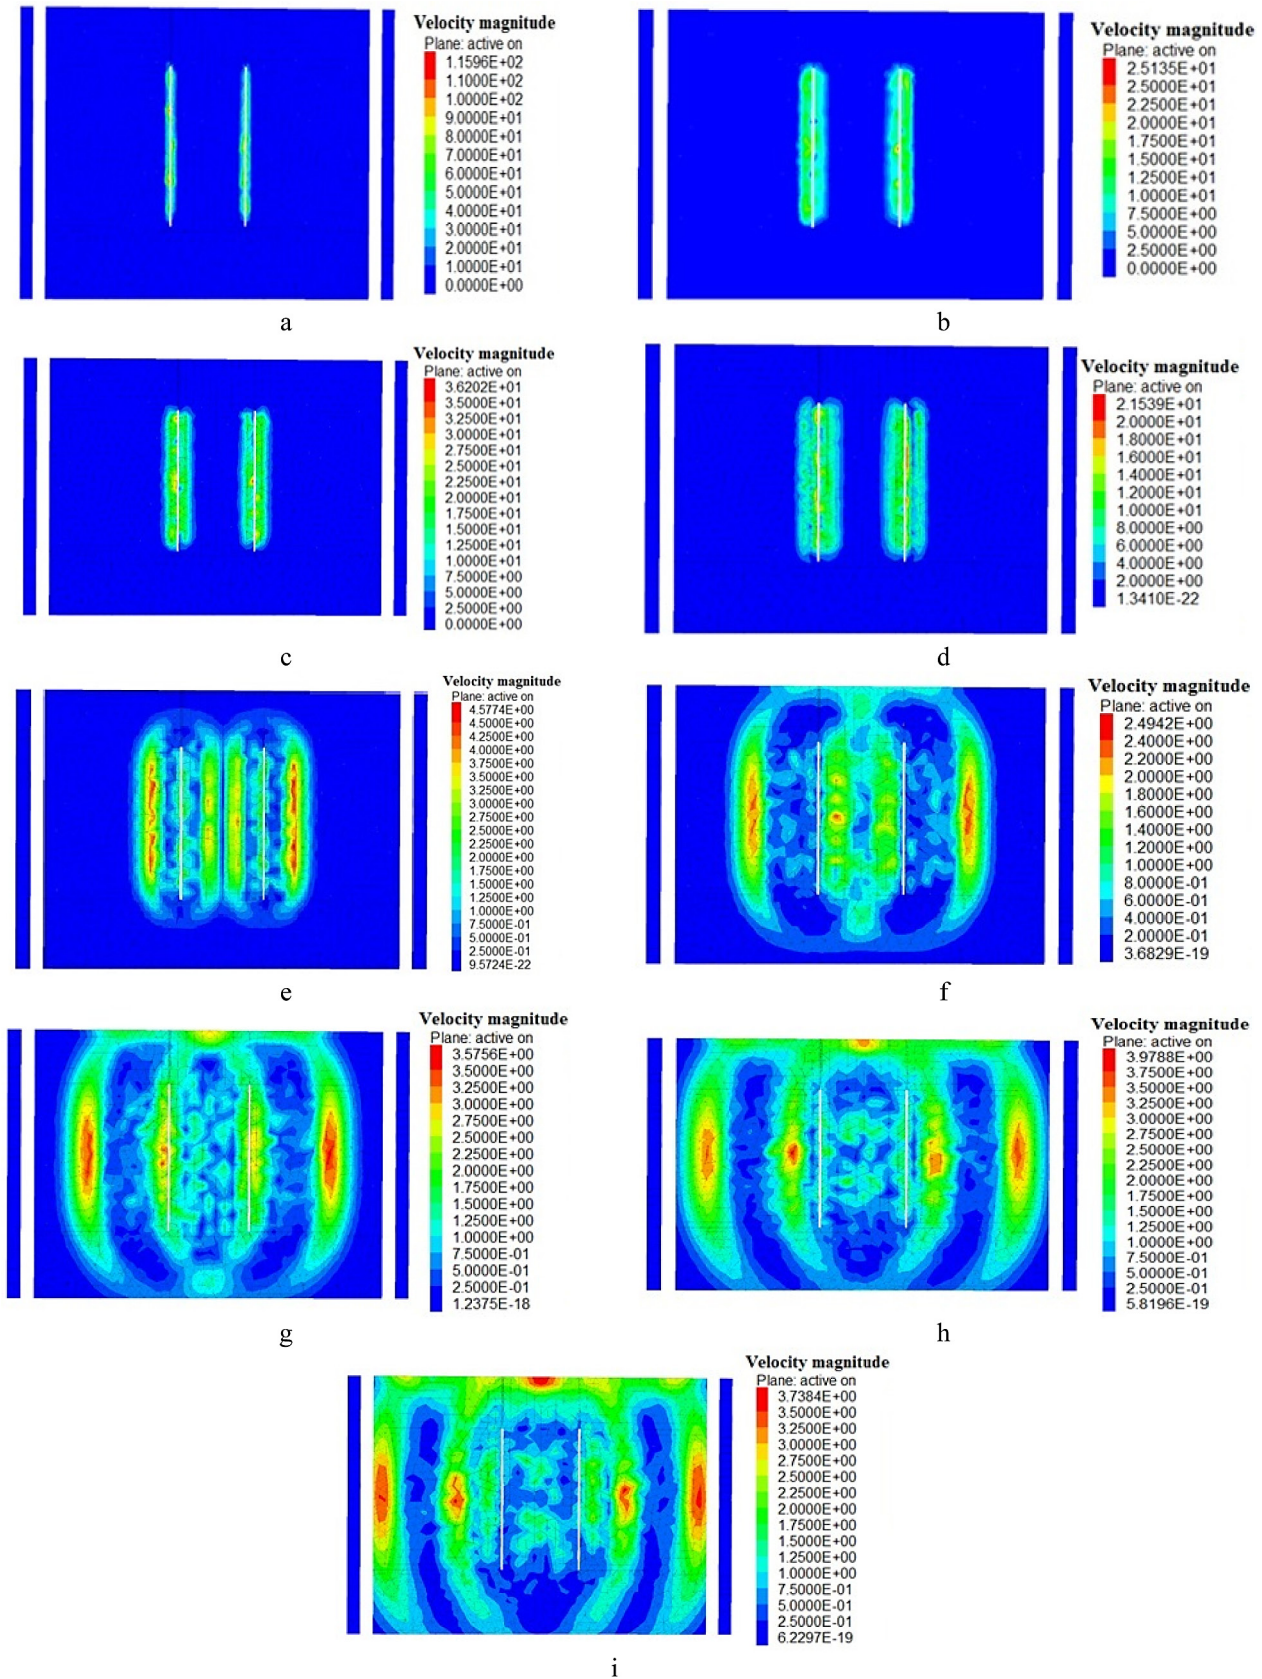 Velocity magnitude
Plane: active on
1.1596E+02
1.1000E+02
1.0000E+02
9.0000E+01
8.0000E+01
7.0000E+01
6.0000E+01
5.0000E+01
4.0000E+01
3.0000E+01
2.0000E+01
1.0000E+01
0.0000E+00
a
Velocity magnitude
Plane: active on
2.5135E+01
2.5000E+01
2.2500E+01
2.0000E+01
1.7500E+01
1.5000E+01
1.2500E+01
1.0000E+01
7.5000E+00
5.0000E+00
2.5000E+00
0.0000E+00
b
Velocity magnitude
Plane: active on
3.6202E+01
3.5000E+01
3.2500E+01
3.0000E+01
2.7500E+01
2.5000E+01
2.2500E+01
2.0000E+01
1.7500E+01
1.5000E+01
1.2500E+01
1.0000E+01
7.5000E+00
5.0000E+00
2.5000E+00
0.0000E+00
c
Velocity magnitude
Plane: active on
2.1539E+01
2.0000E+01
1.8000E+01
1.6000E+01
1.4000E+01
1.2000E+01
1.0000E+01
8.0000E+00
6.0000E+00
4.0000E+00
2.0000E+00
1.3410E-22
d
Velocity magnitude
Plane: active on
4.5774E+00
4.5000E+00
4.2500E+00
4.0000E+00
3.7500E+00
3.5000E+00
3.2500E+00
3.0000E+00
2.7500E+00
2.5000E+00
2.2500E+00
2.0000E+00
1.7500E+00
1.5000E+00
1.2500E+00
1.0000E+00
7.5000E-01
5.0000E-01
2.5000E-01
9.5724E-22
e
Velocity magnitude
Plane: active on
2.4942E+00
2.4000E+00
2.2000E+00
2.0000E+00
1.8000E+00
1.6000E+00
1.4000E+00
1.2000E+00
1.0000E+00
8.0000E-01
6.0000E-01
4.0000E-01
2.0000E-01
3.6829E-19
f
Velocity magnitude
Plane: active on
3.5756E+00
3.5000E+00
3.2500E+00
3.0000E+00
2.7500E+00
2.5000E+00
2.2500E+00
2.0000E+00
1.7500E+00
1.5000E+00
1.2500E+00
1.0000E+00
7.5000E-01
5.0000E-01
2.5000E-01
1.2375E-18
g
Velocity magnitude
Plane: active on
3.9788E+00
3.7500E+00
3.5000E+00
3.2500E+00
3.0000E+00
2.7500E+00
2.5000E+00
2.2500E+00
2.0000E+00
1.7500E+00
1.5000E+00
1.2500E+00
1.0000E+00
7.5000E-01
5.0000E-01
2.5000E-01
5.8196E-19
h
Velocity magnitude
Plane: active on
3.7384E+00
3.5000E+00
3.2500E+00
3.0000E+00
2.7500E+00
2.5000E+00
2.2500E+00
2.0000E+00
1.7500E+00
1.5000E+00
1.2500E+00
1.0000E+00
7.5000E-01
5.0000E-01
2.5000E-01
6.2297E-19
i